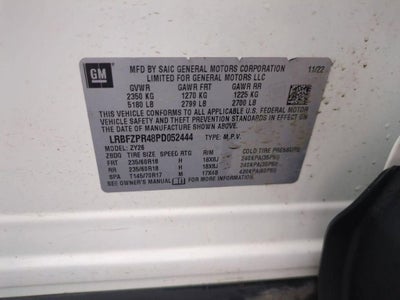 GM
MFD BY SAIC GENERAL MOTORS CORPORATION 11/22
LIMITED FOR GENERAL MOTORS LLC
GVWR GAWR FRT GAWR RR
2350 KG 1270 KG 1225 KG
5180 LB 2799 LB 2700 LB
THIS VEHICLE CONFORMS TO ALL APPLICABLE U.S. FEDERAL MOTOR
VEHICLE SAFETY AND THEFT PREVENTION STANDARDS IN EFFECT
ON THE DATE OF MANUFACTURE SHOWN ABOVE.
LRBFZPR48PD052444 TYPE: M.P.V.
ZBDG ZY26
TIRE SIZE SPEED RTG RIM COLD TIRE PRESSURE
FRT 235/60R18 H 18X8J 240KPA(35PSI)
RR 235/60R18 H 18X8J 240KPA(35PSI)
SPA T145/70R17 M 17X4B 420KPA(60PSI)
SEE OWNER'S MANUAL FOR MORE INFORMATION